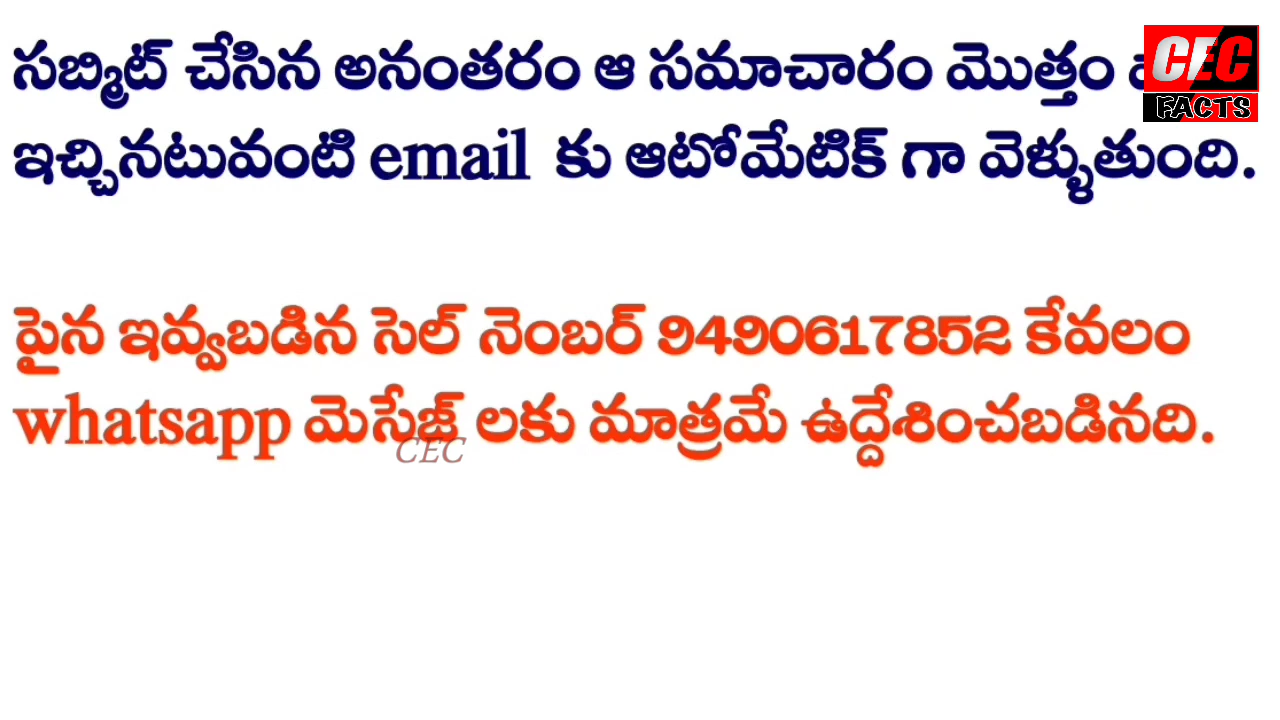 సబ్మిట్ చేసిన అనంతరం ఆ సమాచారం మొత్తం
CEC
FACTS
ఇచ్చినటువంటి email కు ఆటోమేటిక్ గా వెళ్ళుతుంది.
పైన ఇవ్వబడిన సెల్ నెంబర్ 9490617852 కేవలం
whatsapp మెసేజ్ లకు మాత్రమే ఉద్దేశించబడినది.
CEC